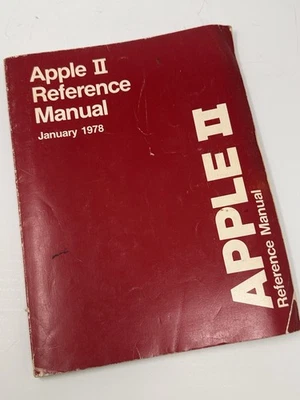 Apple II
Reference
Manual
January 1978
APPLE II
Reference Manual